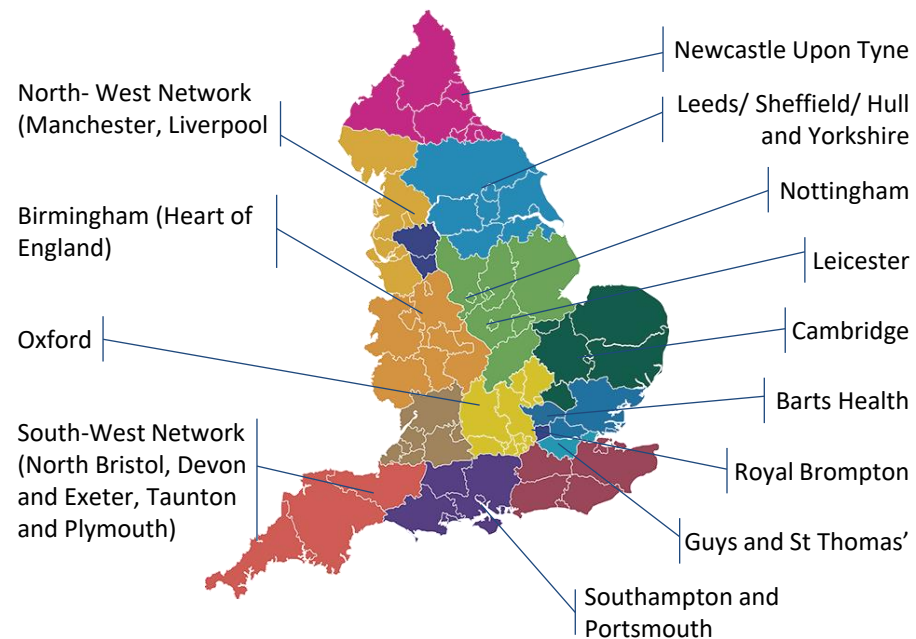 North- West Network
(Manchester, Liverpool
Birmingham (Heart of
England)
Oxford
South-West Network
(North Bristol, Devon
and Exeter, Taunton
and Plymouth)
Newcastle Upon Tyne
Leeds/ Sheffield/ Hull
and Yorkshire
Nottingham
Leicester
Cambridge
Barts Health
Royal Brompton
Guys and St Thomas’
Southampton and
Portsmouth